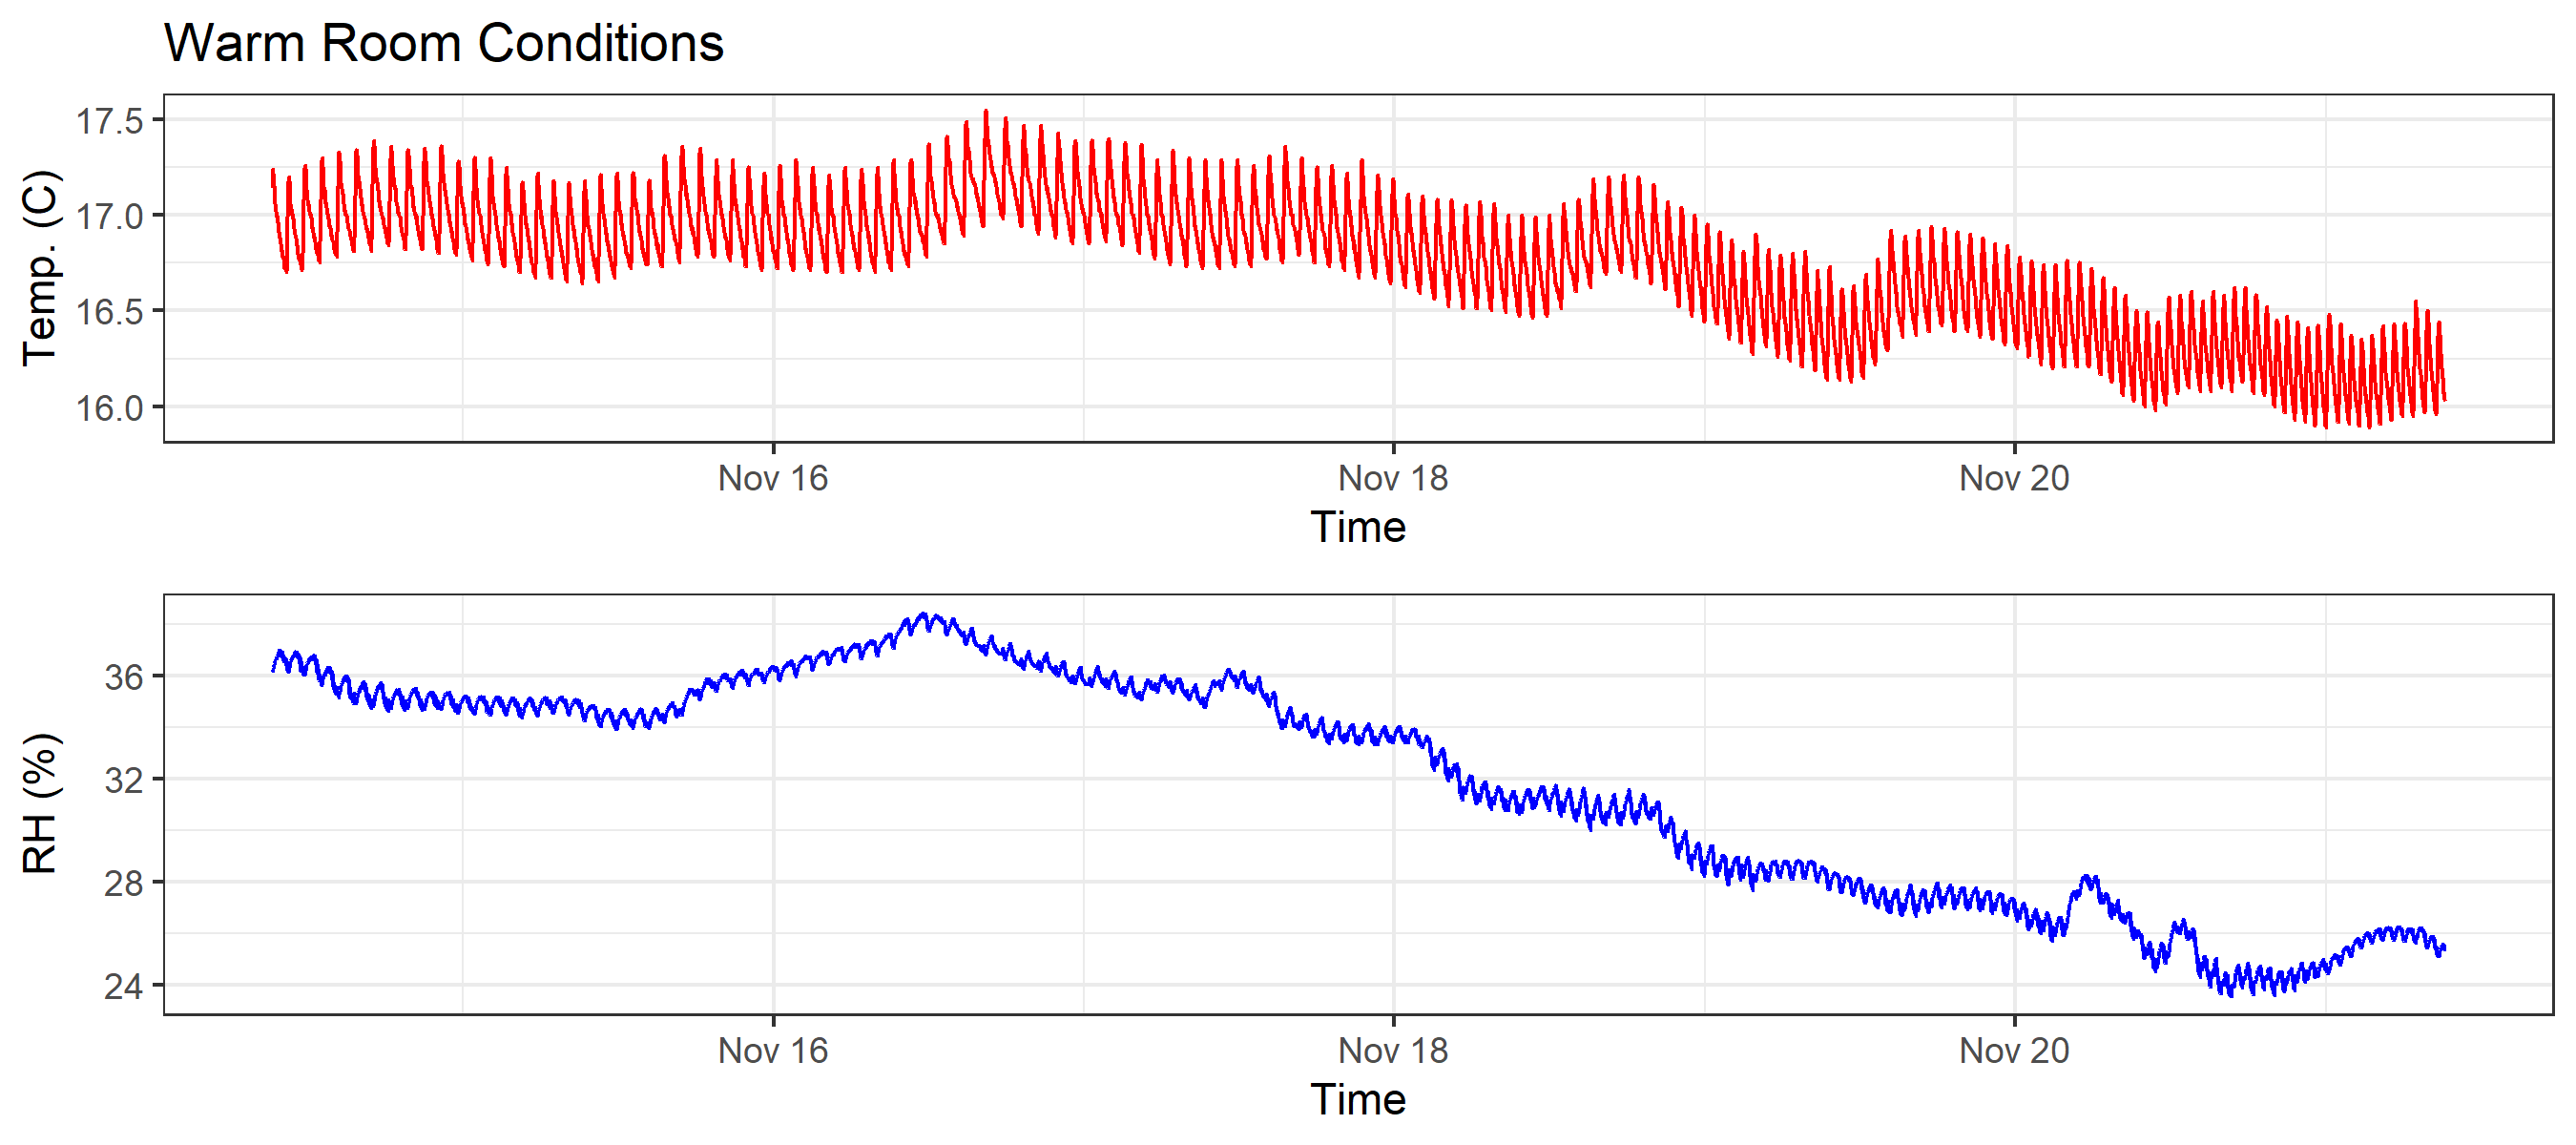 Warm Room Conditions
17.5
17.0
16.5
16.0
Temp. (C)
Nov 16 Nov 18 Nov 20
Time
36
32
28
24
RH (%)
Nov 16 Nov 18 Nov 20
Time